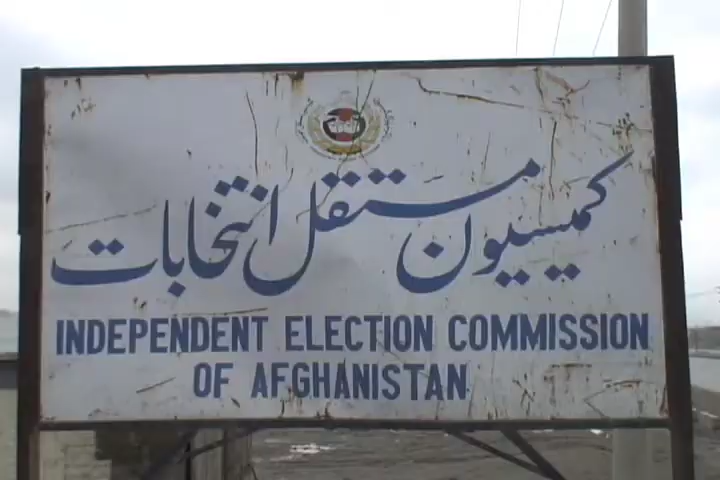 کمیسیون مستقل انتخابات
INDEPENDENT ELECTION COMMISSION
OF AFGHANISTAN